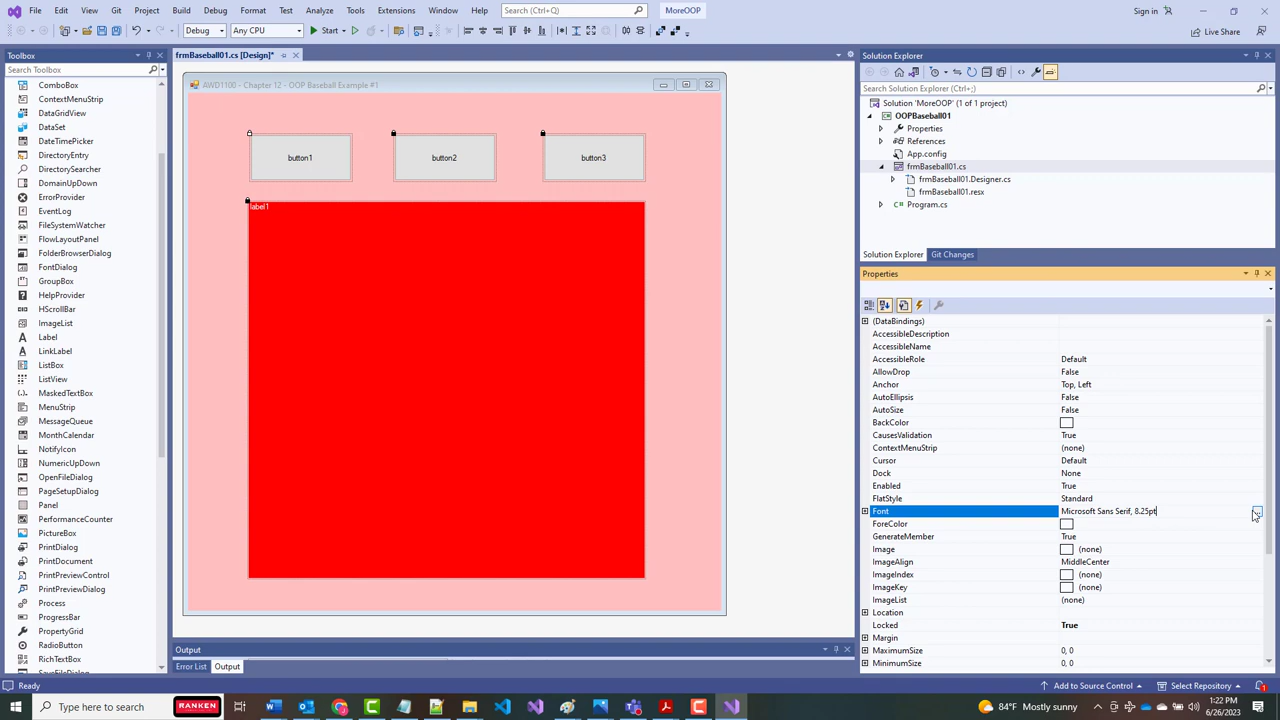 File
Edit
View
Git
Project
Build
Debug
Format
Test
Analyze
Tools
Extensions
Window
Help
Search (Ctrl+Q)
MoreOOP
Sign in
Debug
Any CPU
Start
Live Share
Toolbox
Search Toolbox
ComboBox
ContextMenuStrip
DataGridView
DataSet
DateTimePicker
DirectoryEntry
DirectorySearcher
DomainUpDown
ErrorProvider
EventLog
FileSystemWatcher
FlowLayoutPanel
FolderBrowserDialog
FontDialog
GroupBox
HelpProvider
HScrollBar
ImageList
Label
LinkLabel
ListBox
ListView
MaskedTextBox
MenuStrip
MessageQueue
MonthCalendar
NotifyIcon
NumericUpDown
OpenFileDialog
PageSetupDialog
Panel
PerformanceCounter
PictureBox
PrintDialog
PrintDocument
PrintPreviewControl
PrintPreviewDialog
Process
ProgressBar
PropertyGrid
RadioButton
RichTextBox
SaveFileDialog
frmBaseball01.cs [Design]*
AWD1100 - Chapter 12 - OOP Baseball Example #1
button1
button2
button3
label1
Output
Error List
Output
Solution Explorer
Search Solution Explorer (Ctrl+;)
Solution 'MoreOOP' (1 of 1 project)
OOPBaseball01
Properties
References
App.config
frmBaseball01.cs
frmBaseball01.Designer.cs
frmBaseball01.resx
Program.cs
Solution Explorer
Git Changes
Properties
(DataBindings)
AccessibleDescription
AccessibleName
AccessibleRole Default
AllowDrop False
Anchor Top, Left
AutoEllipsis False
AutoSize False
BackColor
CausesValidation True
ContextMenuStrip (none)
Cursor Default
Dock None
Enabled True
FlatStyle Standard
Font Microsoft Sans Serif, 8.25pt
ForeColor
GenerateMember True
Image (none)
ImageAlign MiddleCenter
ImageIndex (none)
ImageKey (none)
ImageList (none)
Location
Locked True
Margin
MaximumSize 0, 0
MinimumSize 0, 0
Ready
Add to Source Control
Select Repository
1
Type here to search
RANKEN
84°F Mostly sunny
1:22 PM
6/26/2023